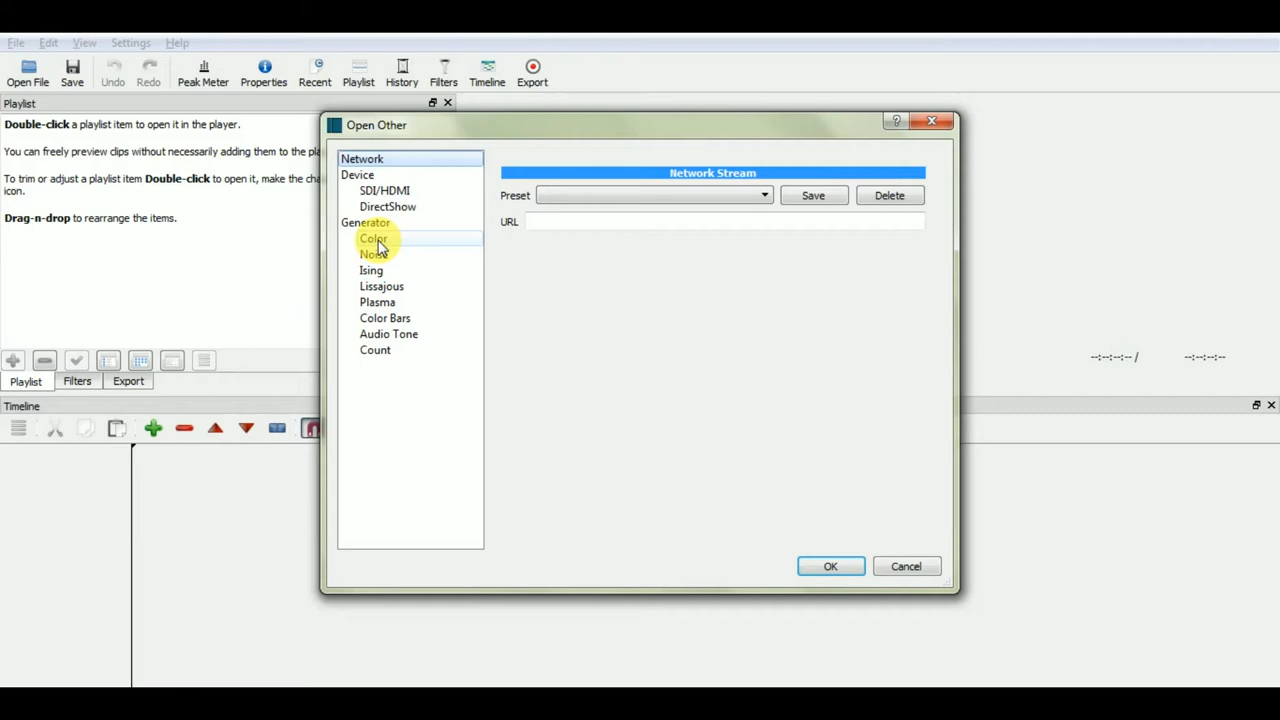 File Edit View Settings Help
Open File Save Undo Redo Peak Meter Properties Recent Playlist History Filters Timeline Export
Playlist
Double-click a playlist item to open it in the player.
You can freely preview clips without necessarily adding them to the pla
To trim or adjust a playlist item Double-click to open it, make the cha
icon.
Drag-n-drop to rearrange the items.
Playlist Filters Export
Timeline
Open Other
Network
Device
SDI/HDMI
DirectShow
Generator
Color
Noise
Ising
Lissajous
Plasma
Color Bars
Audio Tone
Count
Network Stream
Preset Save Delete
URL
OK Cancel
--:--:--:-- / --:--:--:--